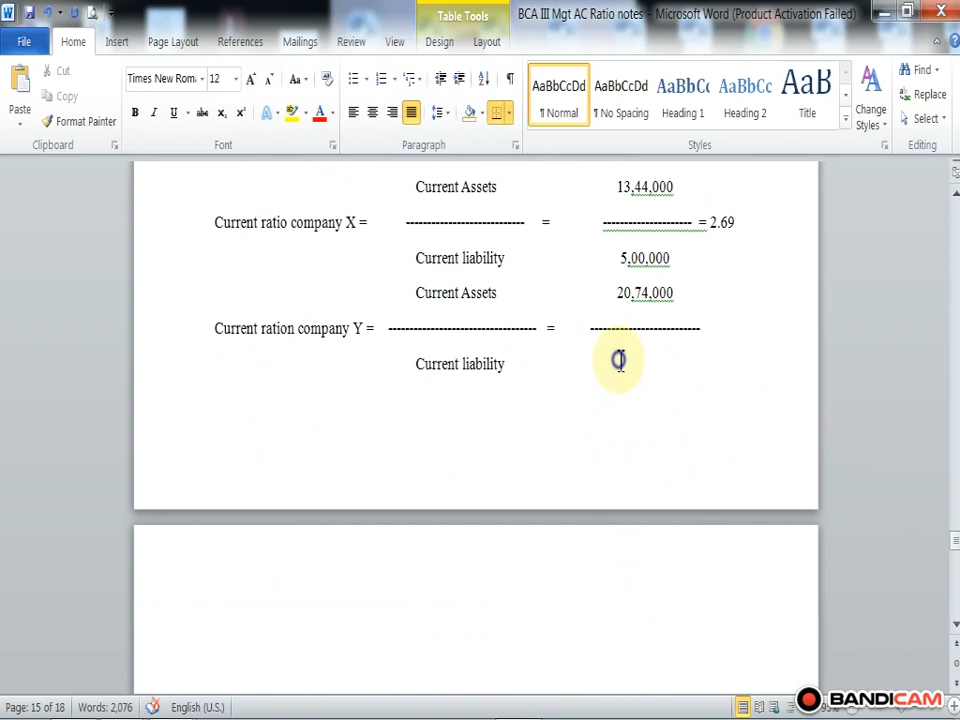 Table Tools
BCA III Mgt AC Ratio notes - Microsoft Word (Product Activation Failed)
File Home Insert Page Layout References Mailings Review View Design Layout
Paste
Cut
Copy
Format Painter
Clipboard
Times New Rom 12
B I U abc x₂ x² A A
Font
Paragraph
AaBbCcDd AaBbCcDd AaBbCc AaBbCc AaB
¶ Normal ¶ No Spacing Heading 1 Heading 2 Title
Change Styles
Styles
Find
Replace
Select
Editing
Current Assets 13,44,000
Current ratio company X = ---------------------------- = --------------------- = 2.69
Current liability 5,00,000
Current Assets 20,74,000
Current ration company Y = ----------------------------------- = --------------------------
Current liability
Page: 15 of 18 Words: 2,076 English (U.S.)
BANDICAM